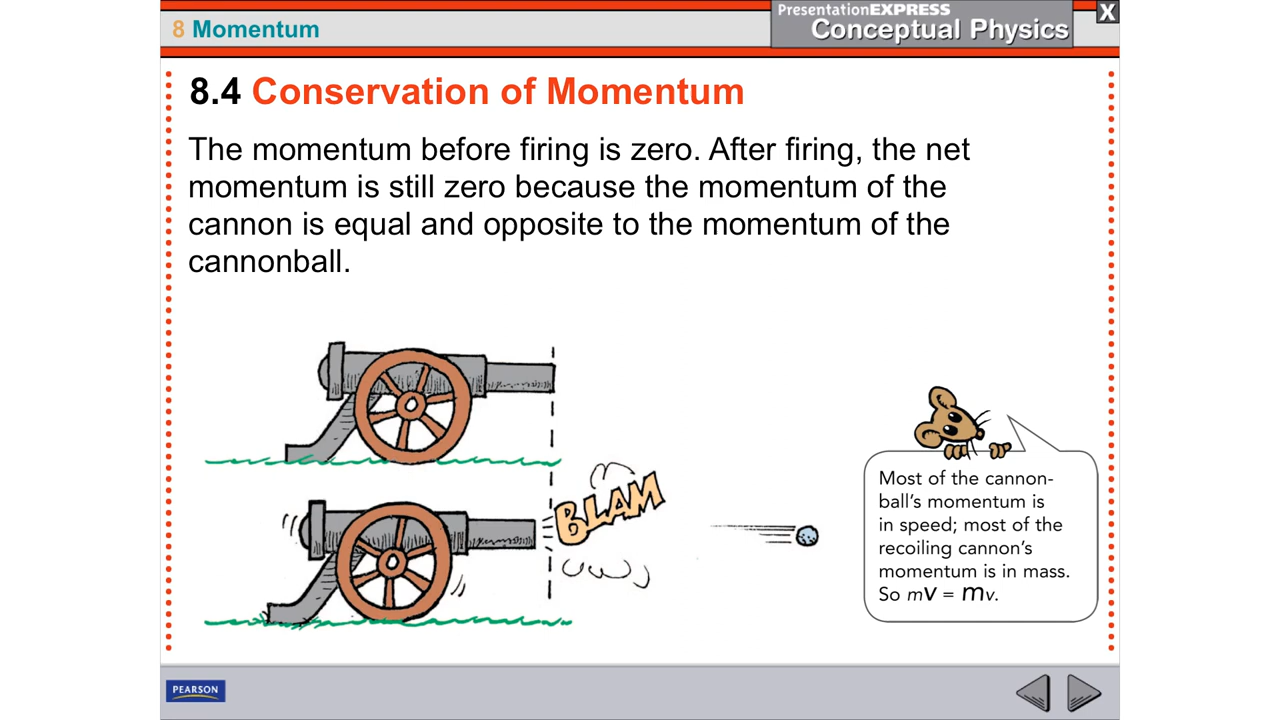 PresentationEXPRESS
X
8 Momentum
Conceptual Physics
8.4 Conservation of Momentum
The momentum before firing is zero. After firing, the net
momentum is still zero because the momentum of the
cannon is equal and opposite to the momentum of the
cannonball.
BLAM
Most of the cannon-
ball's momentum is
in speed; most of the
recoiling cannon's
momentum is in mass.
So mv = mv.
PEARSON